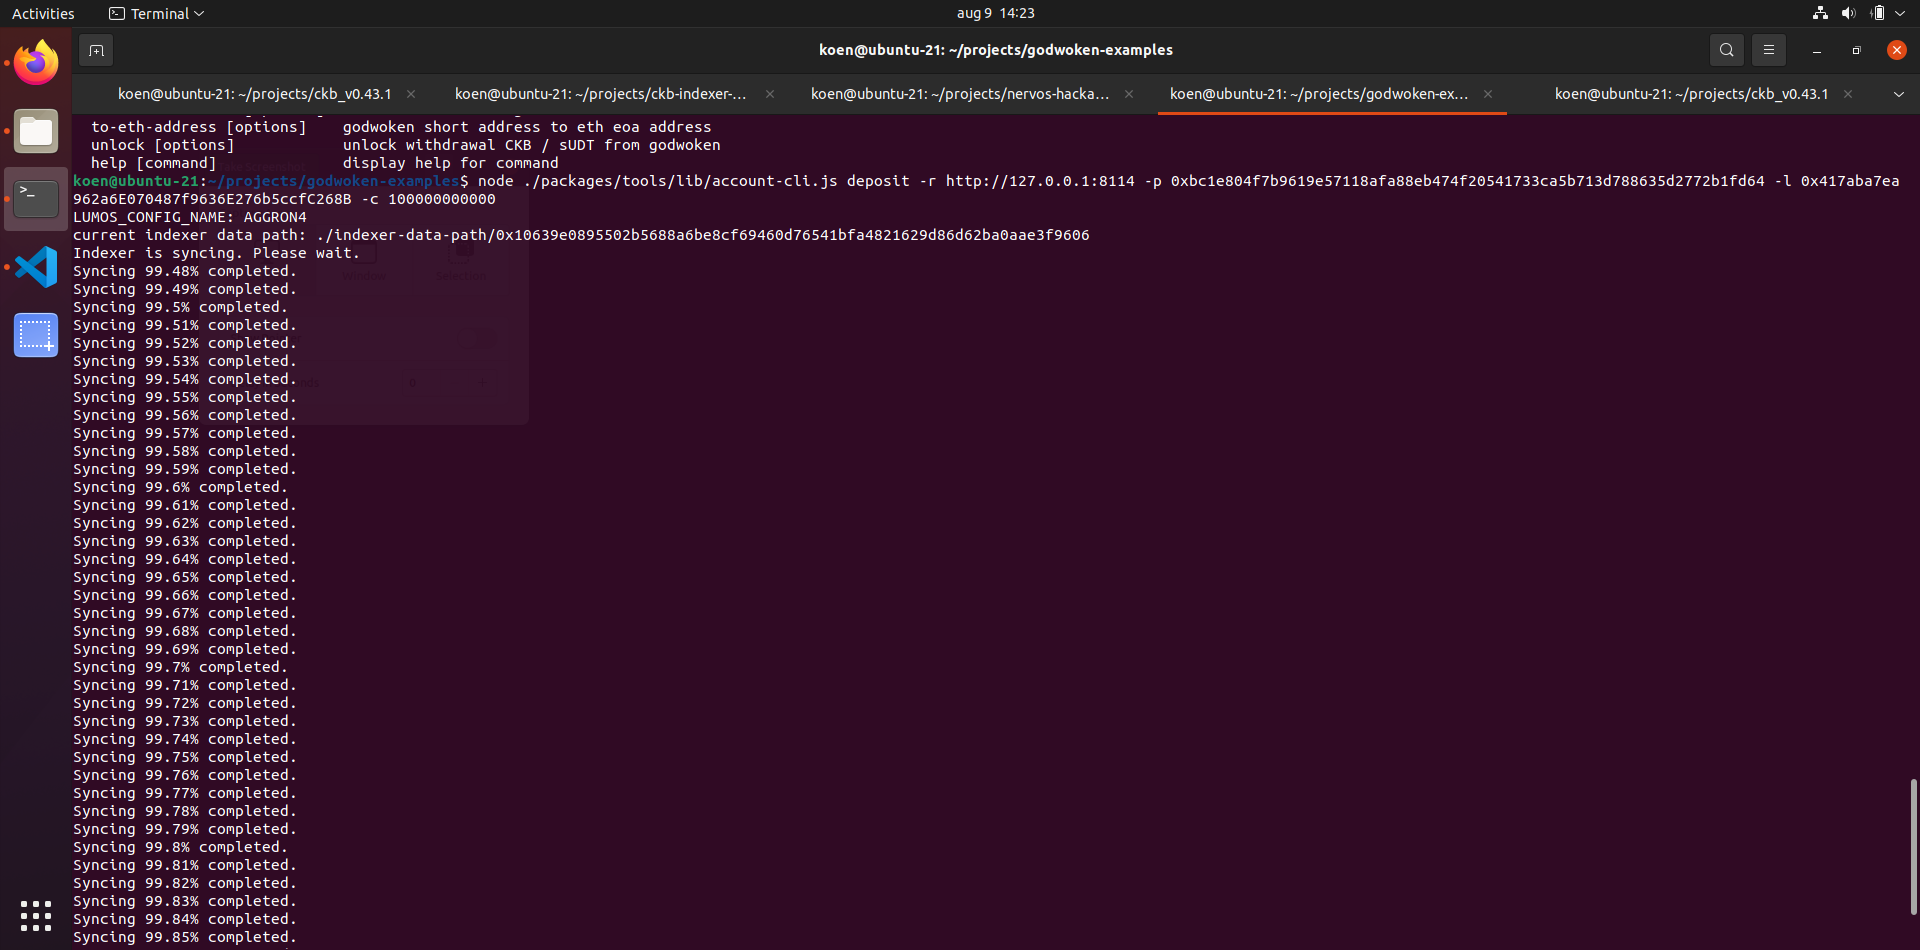 Activities
Terminal
aug 9 14:23
koen@ubuntu-21: ~/projects/godwoken-examples
koen@ubuntu-21: ~/projects/ckb_v0.43.1
koen@ubuntu-21: ~/projects/ckb-indexer-...
koen@ubuntu-21: ~/projects/nervos-hacka...
koen@ubuntu-21: ~/projects/godwoken-ex...
koen@ubuntu-21: ~/projects/ckb_v0.43.1
to-eth-address [options]    godwoken short address to eth eoa address
unlock [options]            unlock withdrawal CKB / sUDT from godwoken
help [command]              display help for command
koen@ubuntu-21:~/projects/godwoken-examples$ node ./packages/tools/lib/account-cli.js deposit -r http://127.0.0.1:8114 -p 0xbc1e804f7b9619e57118afa88eb474f20541733ca5b713d788635d2772b1fd64 -l 0x417aba7ea
962a6E070487f9636E276b5ccfC268B -c 100000000000
LUMOS_CONFIG_NAME: AGGRON4
current indexer data path: ./indexer-data-path/0x10639e0895502b5688a6be8cf69460d76541bfa4821629d86d62ba0aae3f9606
Indexer is syncing. Please wait.
Syncing 99.48% completed.
Syncing 99.49% completed.
Syncing 99.5% completed.
Syncing 99.51% completed.
Syncing 99.52% completed.
Syncing 99.53% completed.
Syncing 99.54% completed.
Syncing 99.55% completed.
Syncing 99.56% completed.
Syncing 99.57% completed.
Syncing 99.58% completed.
Syncing 99.59% completed.
Syncing 99.6% completed.
Syncing 99.61% completed.
Syncing 99.62% completed.
Syncing 99.63% completed.
Syncing 99.64% completed.
Syncing 99.65% completed.
Syncing 99.66% completed.
Syncing 99.67% completed.
Syncing 99.68% completed.
Syncing 99.69% completed.
Syncing 99.7% completed.
Syncing 99.71% completed.
Syncing 99.72% completed.
Syncing 99.73% completed.
Syncing 99.74% completed.
Syncing 99.75% completed.
Syncing 99.76% completed.
Syncing 99.77% completed.
Syncing 99.78% completed.
Syncing 99.79% completed.
Syncing 99.8% completed.
Syncing 99.81% completed.
Syncing 99.82% completed.
Syncing 99.83% completed.
Syncing 99.84% completed.
Syncing 99.85% completed.
Window
Selection